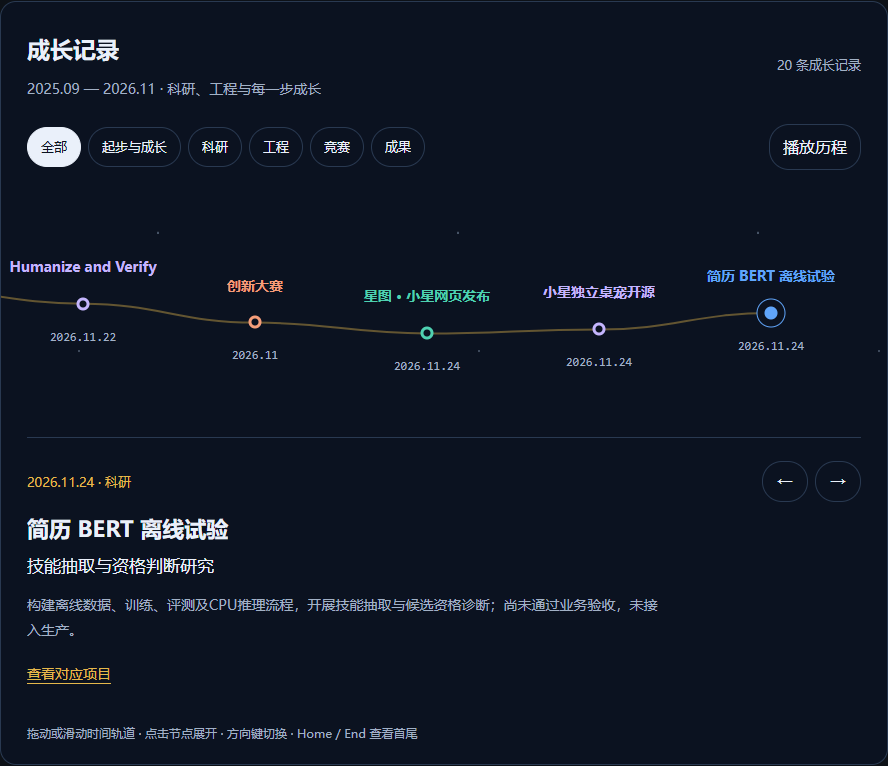 成长记录
20 条成长记录
2025.09 — 2026.11 · 科研、工程与每一步成长
全部
起步与成长
科研
工程
竞赛
成果
播放历程
Humanize and Verify
2026.11.22
创新大赛
2026.11
星图 • 小星网页发布
2026.11.24
小星独立桌宠开源
2026.11.24
简历 BERT 离线试验
2026.11.24
2026.11.24 · 科研
←
→
简历 BERT 离线试验
技能抽取与资格判断研究
构建离线数据、训练、评测及CPU推理流程，开展技能抽取与候选资格诊断；尚未通过业务验收，未接
入生产。
查看对应项目
拖动或滑动时间轨道 · 点击节点展开 · 方向键切换 · Home / End 查看首尾